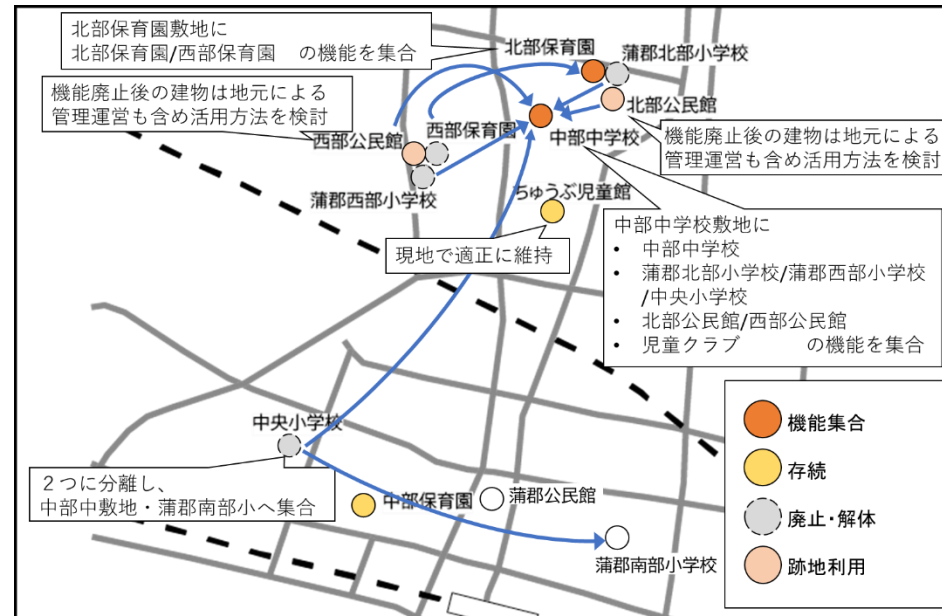 北部保育園敷地に
北部保育園/西部保育園 の機能を集合
北部保育園
蒲郡北部小学校
機能廃止後の建物は地元による
管理運営も含め活用方法を検討
西部公民館
西部保育園
蒲郡西部小学校
中部中学校
北部公民館
機能廃止後の建物は地元による
管理運営も含め活用方法を検討
ちゅうぶ児童館
現地で適正に維持
中部中学校敷地に
• 中部中学校
• 蒲郡北部小学校/蒲郡西部小学校
/中央小学校
• 北部公民館/西部公民館
• 児童クラブ の機能を集合
中央小学校
２つに分離し、
中部中敷地・蒲郡南部小へ集合
中部保育園
蒲郡公民館
蒲郡南部小学校
機能集合
存続
廃止・解体
跡地利用